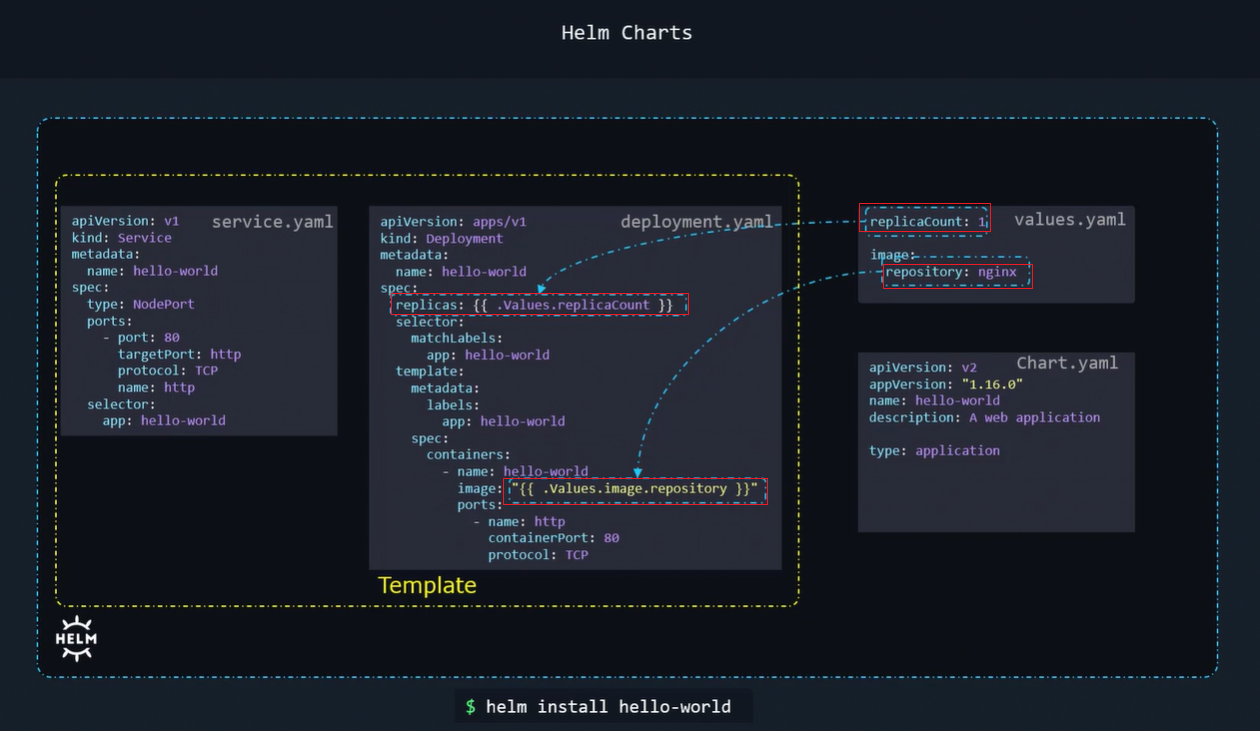 Helm Charts
service.yaml
apiVersion: v1
kind: Service
metadata:
  name: hello-world
spec:
  type: NodePort
  ports:
    - port: 80
      targetPort: http
      protocol: TCP
      name: http
  selector:
    app: hello-world
deployment.yaml
apiVersion: apps/v1
kind: Deployment
metadata:
  name: hello-world
spec:
  replicas: {{ .Values.replicaCount }}
  selector:
    matchLabels:
      app: hello-world
  template:
    metadata:
      labels:
        app: hello-world
    spec:
      containers:
        - name: hello-world
          image: "{{ .Values.image.repository }}"
          ports:
            - name: http
              containerPort: 80
              protocol: TCP
Template
values.yaml
replicaCount: 1
image:
  repository: nginx
Chart.yaml
apiVersion: v2
appVersion: "1.16.0"
name: hello-world
description: A web application
type: application
HELM
$ helm install hello-world